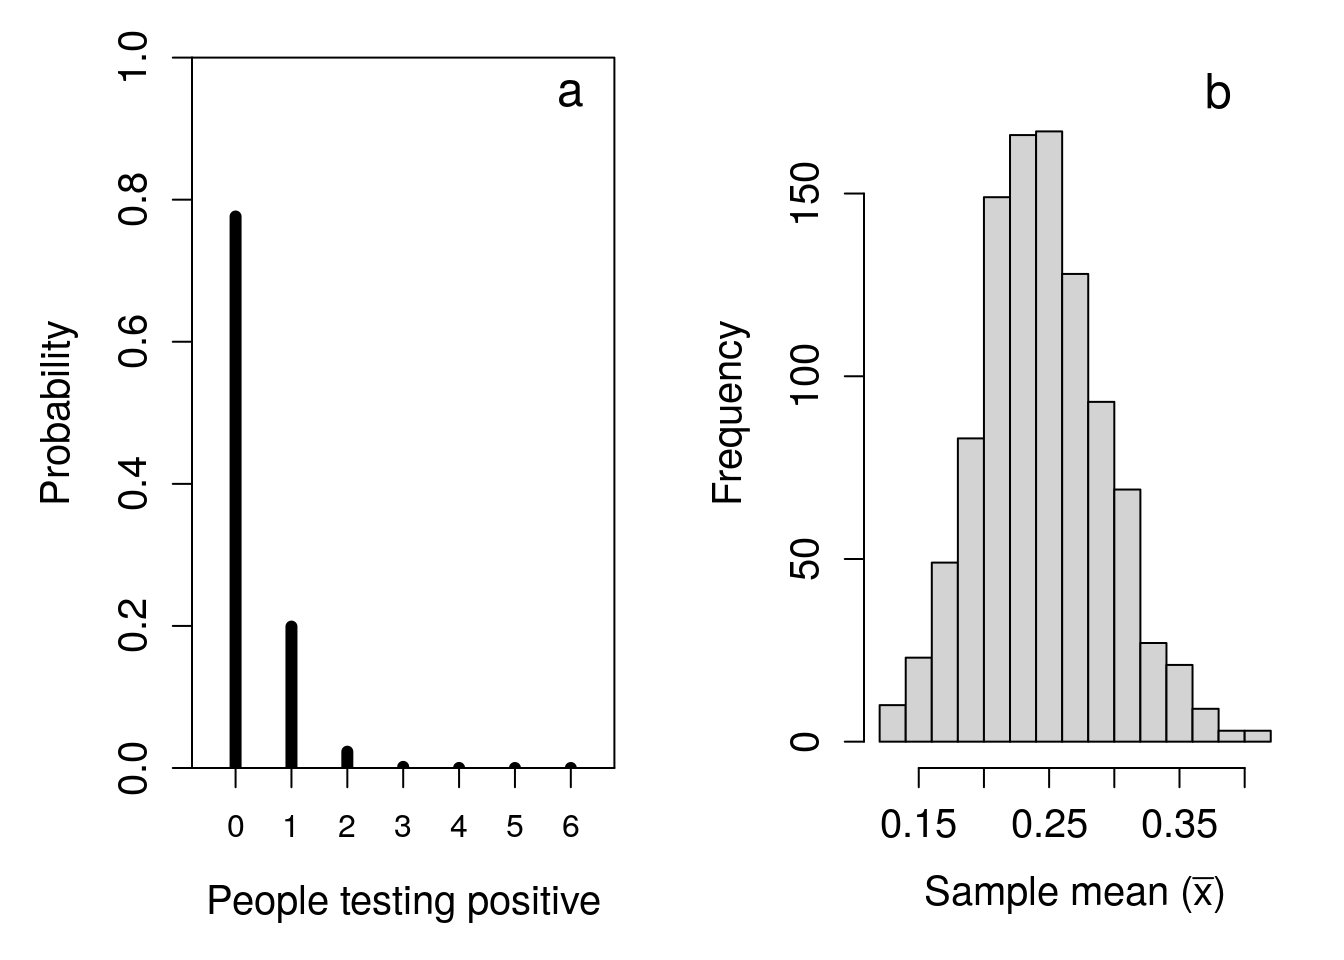 a
1.0
0.8
0.6
0.4
0.2
0.0
Probability
0 1 2 3 4 5 6
People testing positive
b
150
100
50
0
Frequency
0.15 0.25 0.35
Sample mean (x̅)